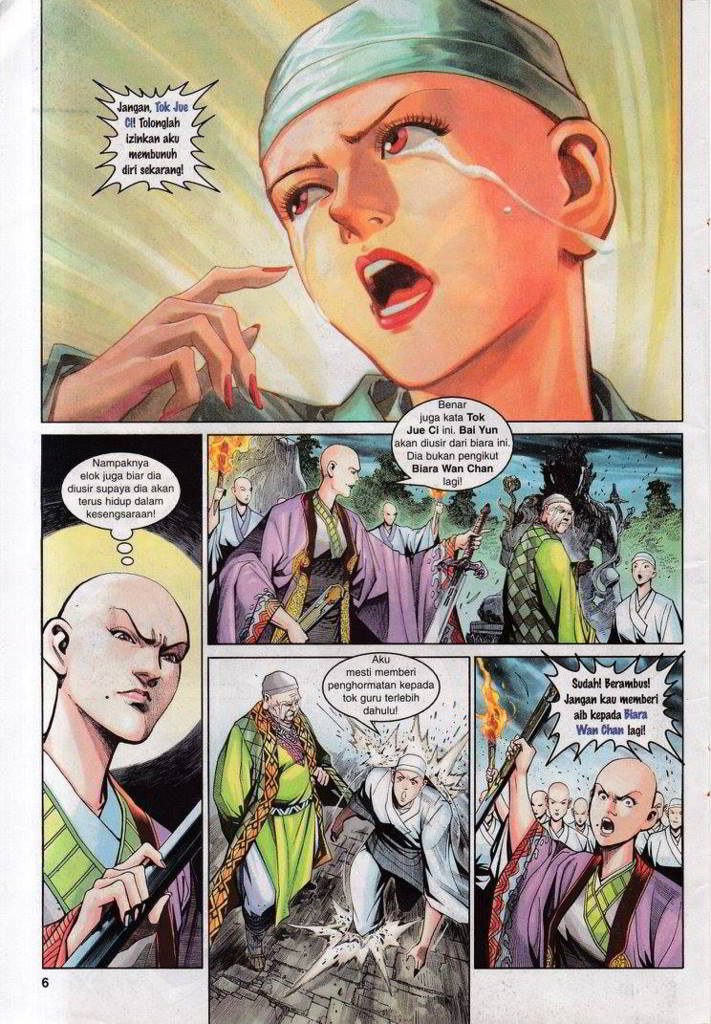 Jangan, Tok Jue
Ci! Tolonglah
izinkan aku
membunuh
diri sekarang!
Benar
juga kata Tok
Jue Ci itu. Bai Yun
akan diusir dari biara ini.
Dia bukan pengikut
Biara Wan Chan
lagi!
Nampaknya
elok juga biar dia
diusir supaya dia akan
terus hidup dalam
kesengsaraan!
Aku
mesti memberi
penghormatan kepada
tok guru terlebih
dahulu!
Sudah! Berambus!
Jangan kau memberi
aib kepada Biara
Wan Chan lagi!
6